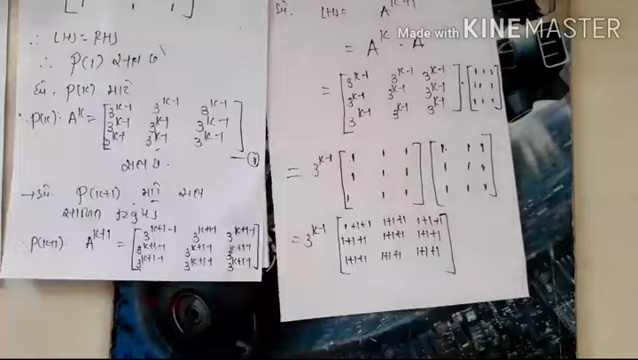 ∴ LHS = RHS
∴ P(1) સત્ય છે
P(k) માટે
∴ P(k) : A^k = [3^{k-1} 3^{k-1} 3^{k-1}
3^{k-1} 3^{k-1} 3^{k-1}
3^{k-1} 3^{k-1} 3^{k-1}]
સત્ય છે. —①
→ P(k+1) માટે સત્ય
સાબિત કરવું
∴ P(k+1) : A^{k+1} = [3^{k+1-1} 3^{k+1-1} 3^{k+1-1}
3^{k+1-1} 3^{k+1-1} 3^{k+1-1}
3^{k+1-1} 3^{k+1-1} 3^{k+1-1}]
LHS = A^{k+1}
= A^k · A
= [3^{k-1} 3^{k-1} 3^{k-1}
3^{k-1} 3^{k-1} 3^{k-1}
3^{k-1} 3^{k-1} 3^{k-1}] · [1 1 1
1 1 1
1 1 1]
= 3^{k-1} [1 1 1
1 1 1
1 1 1] [1 1 1
1 1 1
1 1 1]
= 3^{k-1} [1+1+1 1+1+1 1+1+1
1+1+1 1+1+1 1+1+1
1+1+1 1+1+1 1+1+1]
Made with KINEMASTER